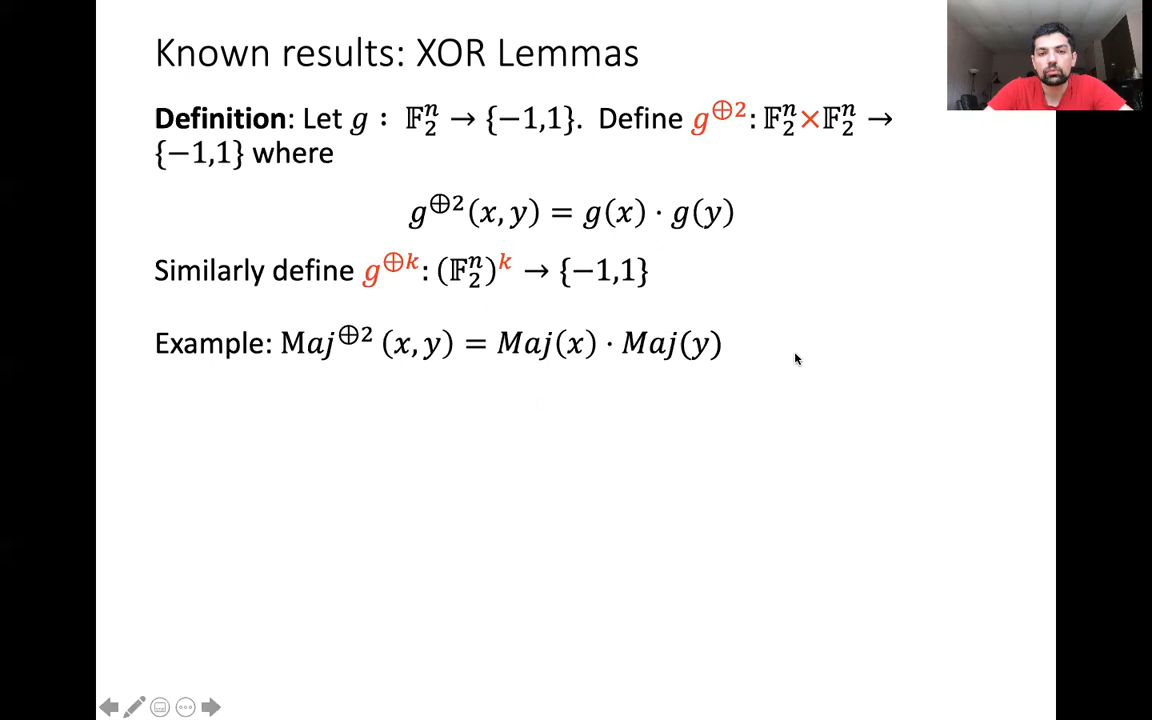 Known results: XOR Lemmas
Definition: Let 𝑔 : 𝔽₂ⁿ → {−1,1}. Define 𝑔^{⊕2}: 𝔽₂ⁿ×𝔽₂ⁿ →
{−1,1} where
𝑔^{⊕2}(𝑥, 𝑦) = 𝑔(𝑥) · 𝑔(𝑦)
Similarly define 𝑔^{⊕𝑘}: (𝔽₂ⁿ)^𝑘 → {−1,1}
Example: M𝑎𝑗^{⊕2} (𝑥, 𝑦) = 𝑀𝑎𝑗(𝑥) · 𝑀𝑎𝑗(𝑦)